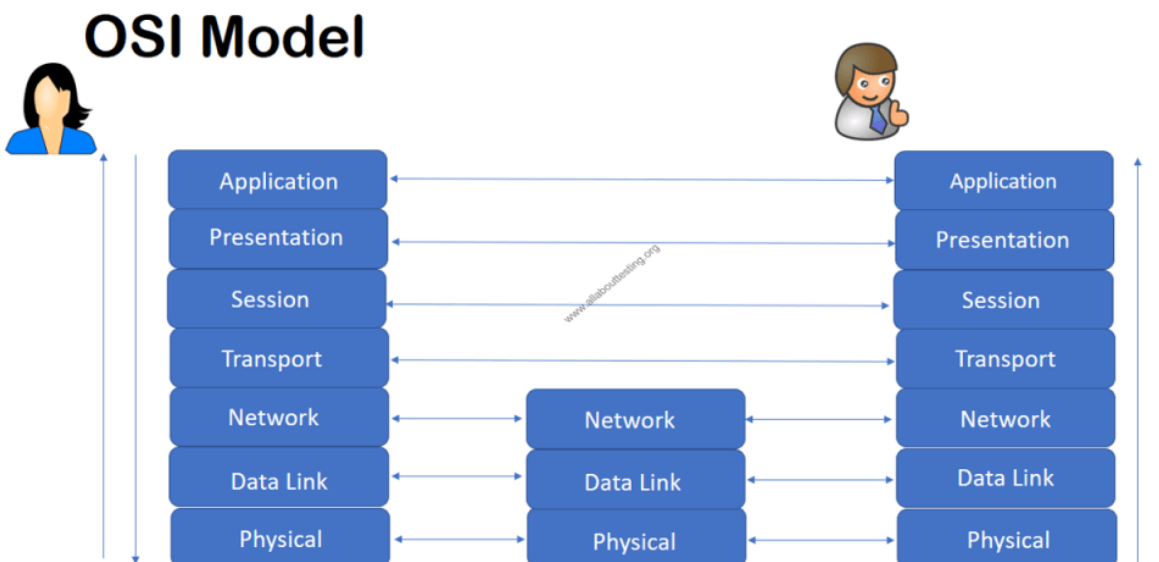 OSI Model
Application
Application
Presentation
Presentation
www.allabouttesting.org
Session
Session
Transport
Transport
Network
Network
Network
Data Link
Data Link
Data Link
Physical
Physical
Physical